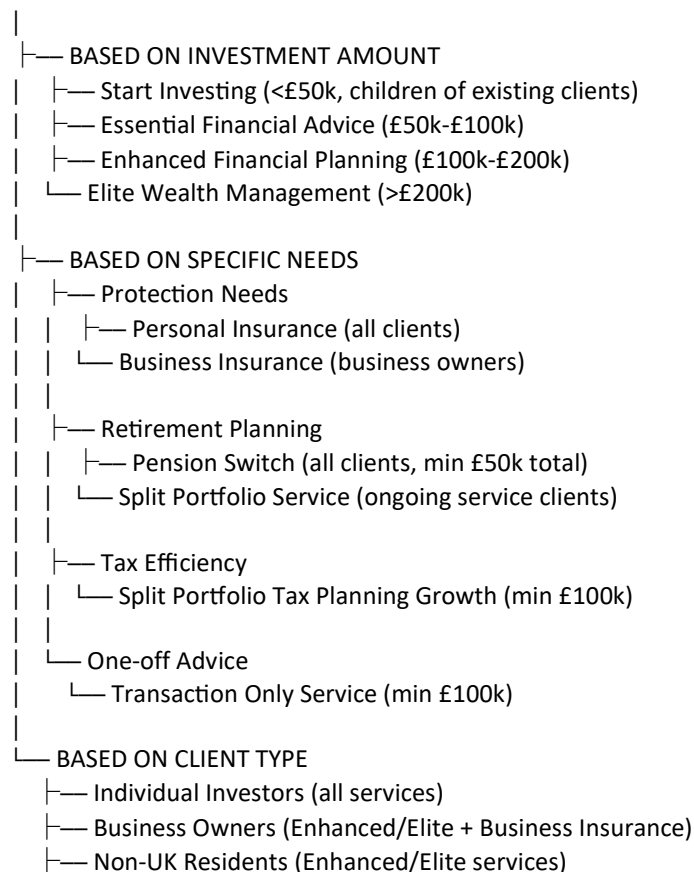 |
├── BASED ON INVESTMENT AMOUNT
|   ├── Start Investing (<£50k, children of existing clients)
|   ├── Essential Financial Advice (£50k-£100k)
|   ├── Enhanced Financial Planning (£100k-£200k)
|   └── Elite Wealth Management (>£200k)
|
├── BASED ON SPECIFIC NEEDS
|   ├── Protection Needs
|   |   ├── Personal Insurance (all clients)
|   |   └── Business Insurance (business owners)
|   |
|   ├── Retirement Planning
|   |   ├── Pension Switch (all clients, min £50k total)
|   |   └── Split Portfolio Service (ongoing service clients)
|   |
|   ├── Tax Efficiency
|   |   └── Split Portfolio Tax Planning Growth (min £100k)
|   |
|   └── One-off Advice
|       └── Transaction Only Service (min £100k)
|
└── BASED ON CLIENT TYPE
    ├── Individual Investors (all services)
    ├── Business Owners (Enhanced/Elite + Business Insurance)
    ├── Non-UK Residents (Enhanced/Elite services)